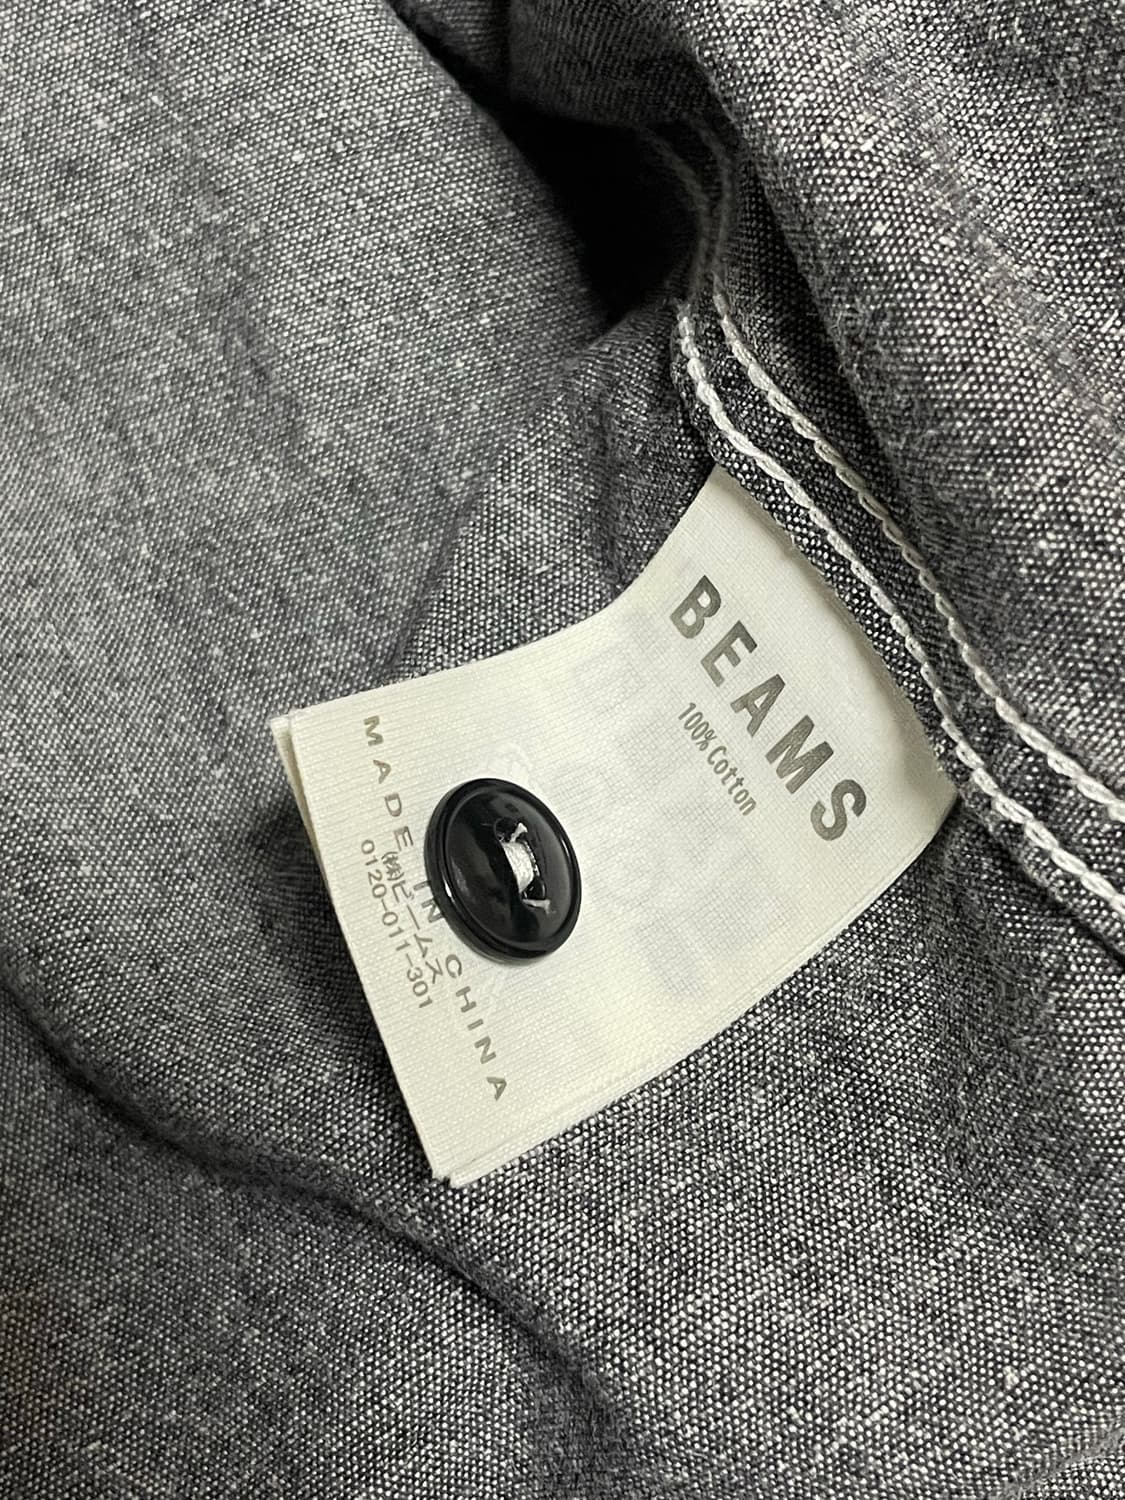 BEAMS
100% Cotton
MADE IN CHINA
㈱ビームス
0120-011-301